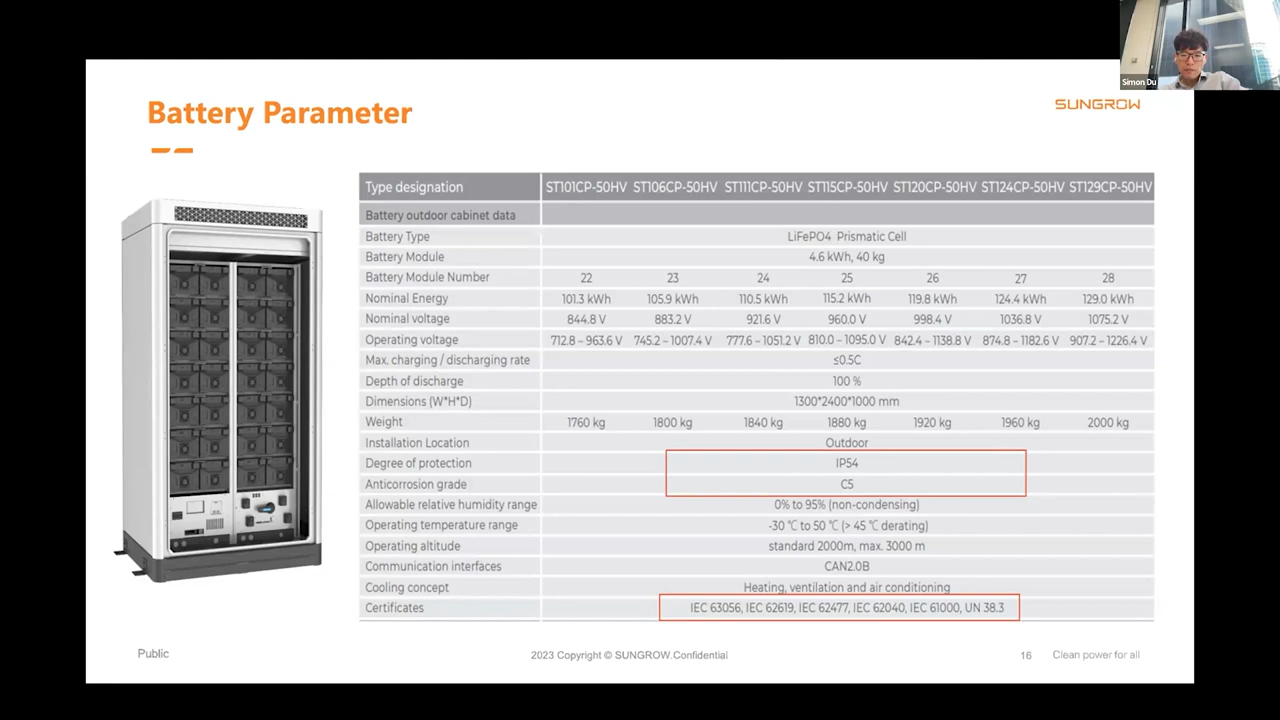 Simon Du
Battery Parameter
SUNGROW
Type designation ST101CP-50HV ST106CP-50HV ST111CP-50HV ST115CP-50HV ST120CP-50HV ST124CP-50HV ST129CP-50HV
Battery outdoor cabinet data
Battery Type LiFePO4 Prismatic Cell
Battery Module 4.6 kWh, 40 kg
Battery Module Number 22 23 24 25 26 27 28
Nominal Energy 101.3 kWh 105.9 kWh 110.5 kWh 115.2 kWh 119.8 kWh 124.4 kWh 129.0 kWh
Nominal voltage 844.8 V 883.2 V 921.6 V 960.0 V 998.4 V 1036.8 V 1075.2 V
Operating voltage 712.8 – 963.6 V 745.2 – 1007.4 V 777.6 – 1051.2 V 810.0 – 1095.0 V 842.4 – 1138.8 V 874.8 – 1182.6 V 907.2 – 1226.4 V
Max. charging / discharging rate ≤0.5C
Depth of discharge 100 %
Dimensions (W*H*D) 1300*2400*1000 mm
Weight 1760 kg 1800 kg 1840 kg 1880 kg 1920 kg 1960 kg 2000 kg
Installation Location Outdoor
Degree of protection IP54
Anticorrosion grade C5
Allowable relative humidity range 0% to 95% (non-condensing)
Operating temperature range -30 ℃ to 50 ℃ (> 45 ℃ derating)
Operating altitude standard 2000m, max. 3000 m
Communication interfaces CAN2.0B
Cooling concept Heating, ventilation and air conditioning
Certificates IEC 63056, IEC 62619, IEC 62477, IEC 62040, IEC 61000, UN 38.3
Public 2023 Copyright © SUNGROW.Confidential 16 Clean power for all